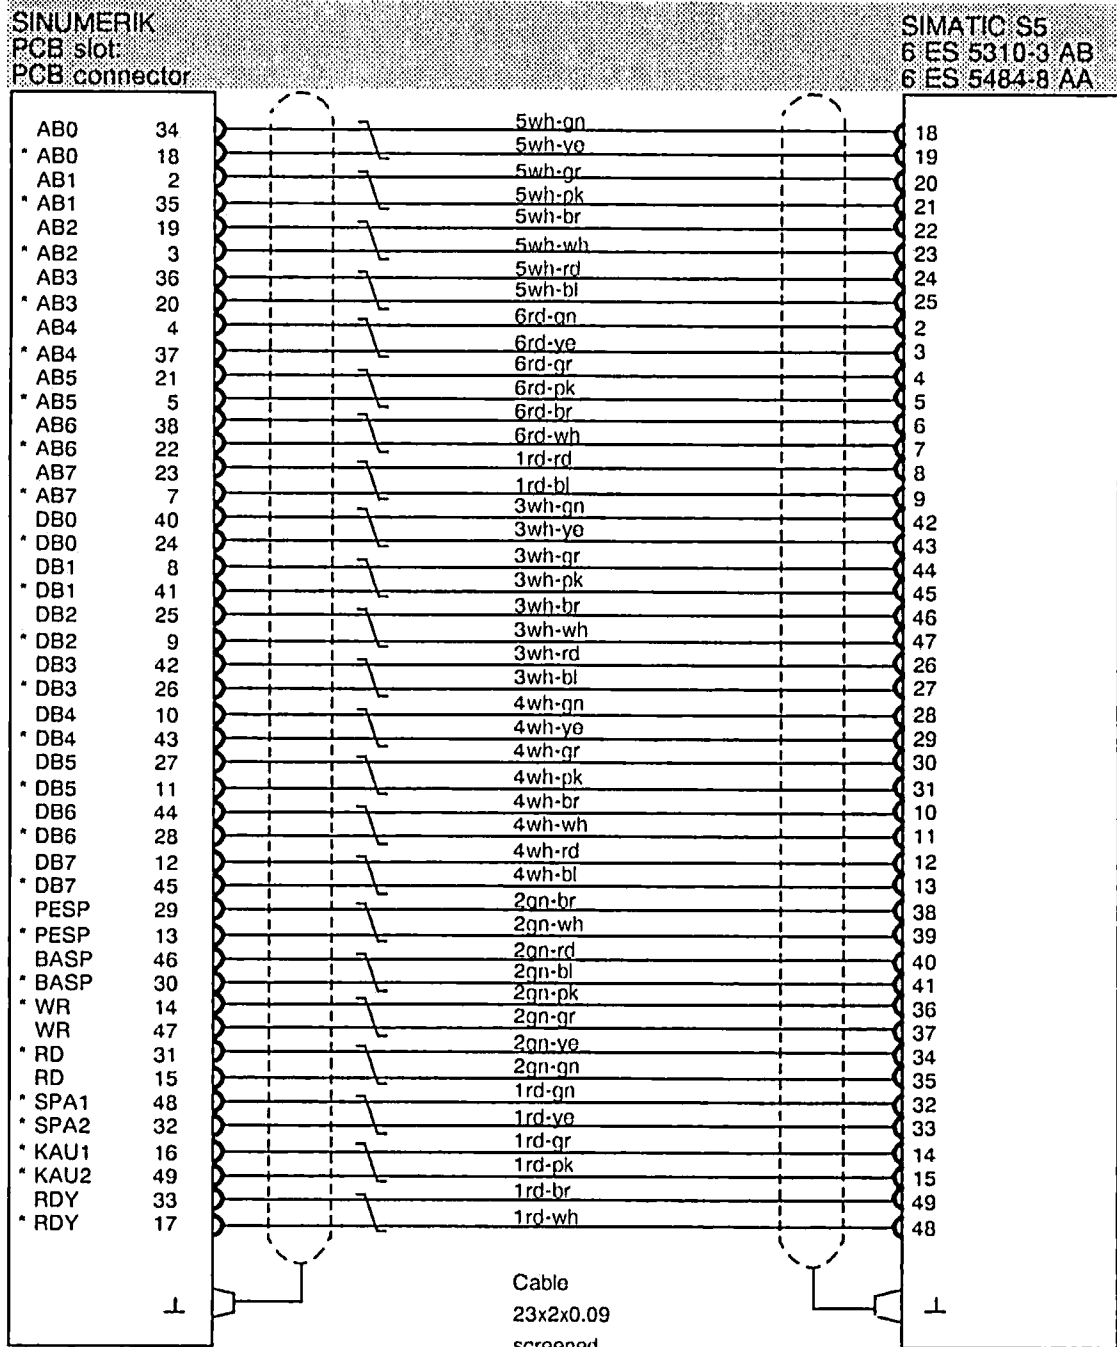 SINUMERIK
PCB slot:
PCB connector
SIMATIC S5
6 ES 5310-3 AB
6 ES 5484-8 AA
AB0 34 5wh-gn 18
* AB0 18 5wh-ye 19
AB1 2 5wh-gr 20
* AB1 35 5wh-pk 21
AB2 19 5wh-br 22
* AB2 3 5wh-wh 23
AB3 36 5wh-rd 24
* AB3 20 5wh-bl 25
AB4 4 6rd-gn 2
* AB4 37 6rd-ye 3
AB5 21 6rd-gr 4
* AB5 5 6rd-pk 5
AB6 38 6rd-br 6
* AB6 22 6rd-wh 7
AB7 23 1rd-rd 8
* AB7 7 1rd-bl 9
DB0 40 3wh-gn 42
* DB0 24 3wh-ye 43
DB1 8 3wh-gr 44
* DB1 41 3wh-pk 45
DB2 25 3wh-br 46
* DB2 9 3wh-wh 47
DB3 42 3wh-rd 26
* DB3 26 3wh-bl 27
DB4 10 4wh-gn 28
* DB4 43 4wh-ye 29
DB5 27 4wh-gr 30
* DB5 11 4wh-pk 31
DB6 44 4wh-br 10
* DB6 28 4wh-wh 11
DB7 12 4wh-rd 12
* DB7 45 4wh-bl 13
PESP 29 2gn-br 38
* PESP 13 2gn-wh 39
BASP 46 2gn-rd 40
* BASP 30 2gn-bl 41
* WR 14 2gn-pk 36
WR 47 2gn-gr 37
* RD 31 2gn-ye 34
RD 15 2gn-gn 35
* SPA1 48 1rd-gn 32
* SPA2 32 1rd-ye 33
* KAU1 16 1rd-gr 14
* KAU2 49 1rd-pk 15
RDY 33 1rd-br 49
* RDY 17 1rd-wh 48
Cable
23x2x0.09
screened